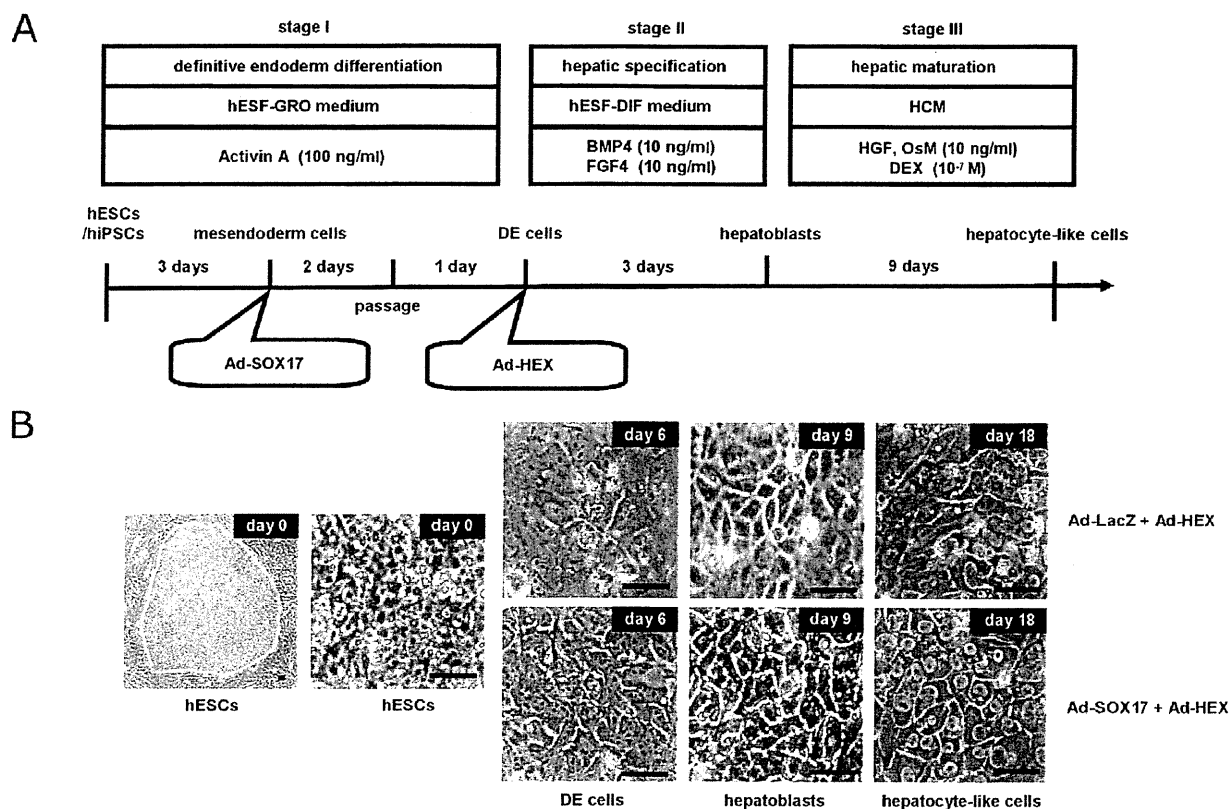 A
stage I
stage II
stage III
definitive endoderm differentiation
hepatic specification
hepatic maturation
hESF-GRO medium
hESF-DIF medium
HCM
Activin A (100 ng/ml)
BMP4 (10 ng/ml)
FGF4 (10 ng/ml)
HGF, OsM (10 ng/ml)
DEX (10⁻⁷ M)
hESCs
/hiPSCs
mesendoderm cells
DE cells
hepatoblasts
hepatocyte-like cells
3 days
2 days
1 day
3 days
9 days
passage
Ad-SOX17
Ad-HEX
B
day 6
day 9
day 18
Ad-LacZ + Ad-HEX
day 0
day 0
hESCs
hESCs
day 6
day 9
day 18
Ad-SOX17 + Ad-HEX
DE cells
hepatoblasts
hepatocyte-like cells